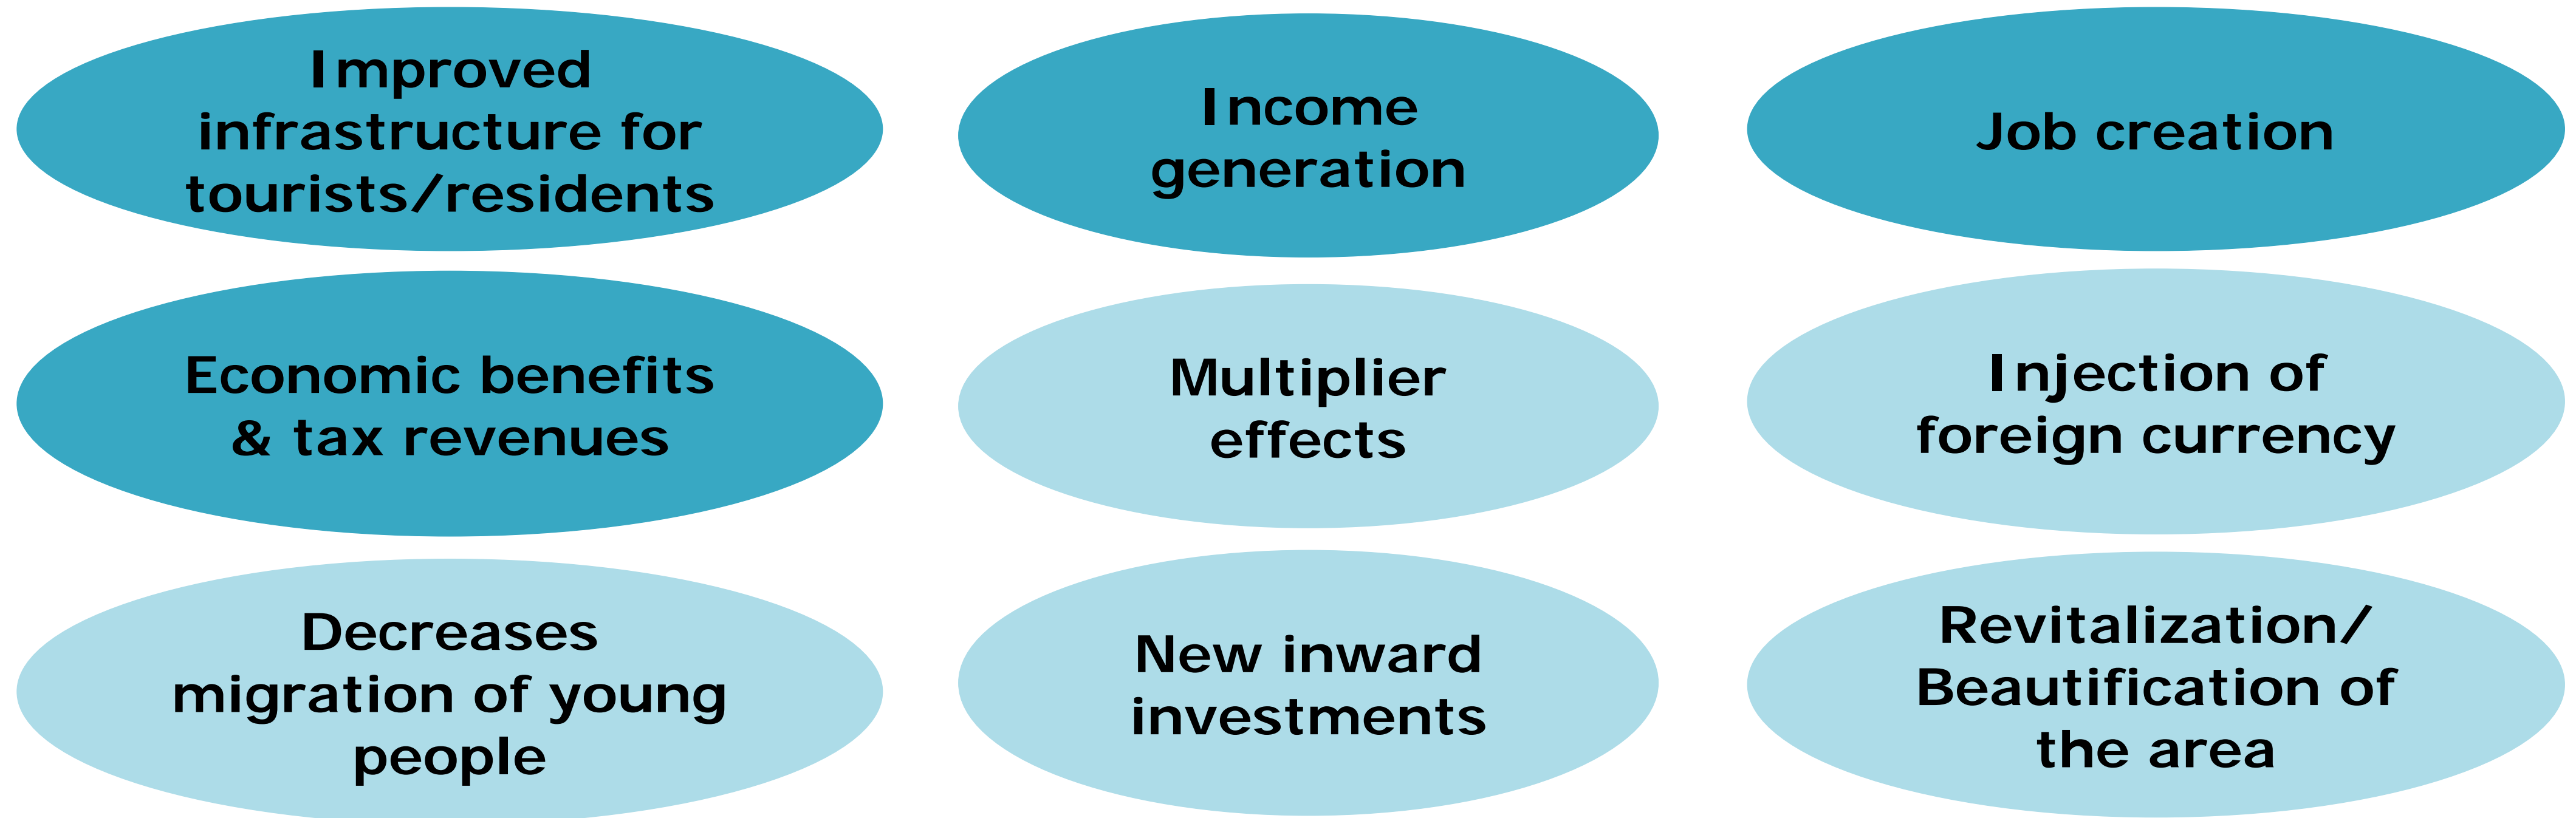 Improved
infrastructure for
tourists/residents
Income
generation
Job creation
Economic benefits
& tax revenues
Multiplier
effects
Injection of
foreign currency
Decreases
migration of young
people
New inward
investments
Revitalization/
Beautification of
the area